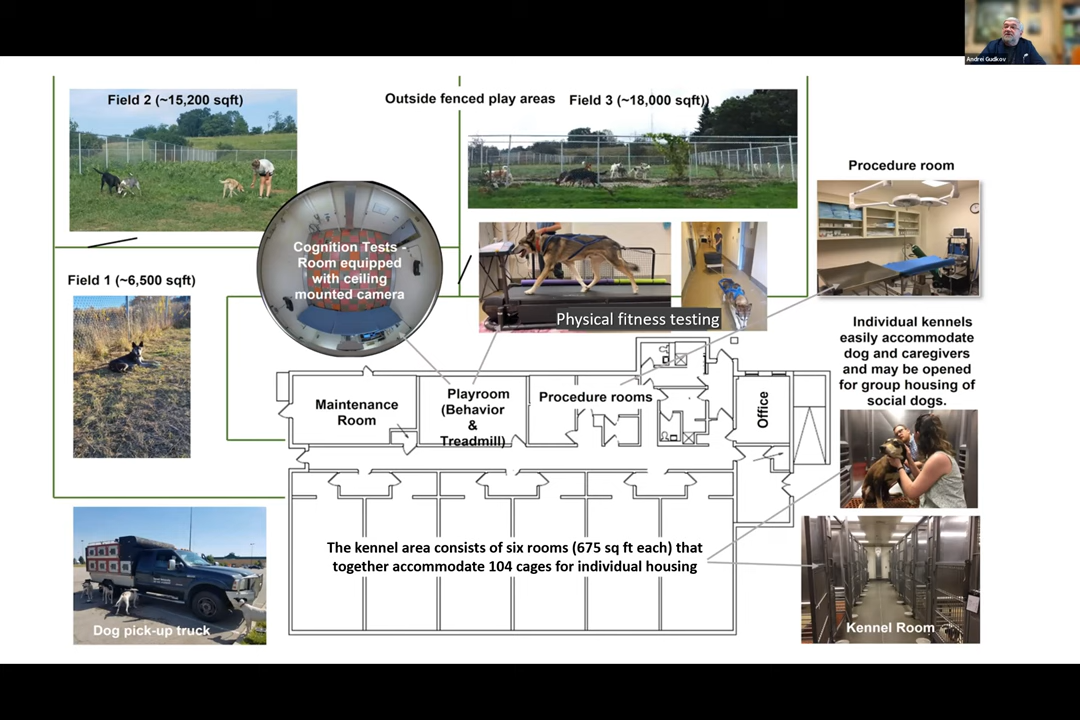 Andrei Gudkov
Field 2 (~15,200 sqft)
Outside fenced play areas
Field 3 (~18,000 sqft))
Procedure room
Cognition Tests -
Room equipped
with ceiling
mounted camera
Field 1 (~6,500 sqft)
Physical fitness testing
Individual kennels
easily accommodate
dog and caregivers
and may be opened
for group housing of
social dogs.
Maintenance
Room
Playroom
(Behavior
&
Treadmill)
Procedure rooms
Office
The kennel area consists of six rooms (675 sq ft each) that
together accommodate 104 cages for individual housing
Dog pick-up truck
Kennel Room